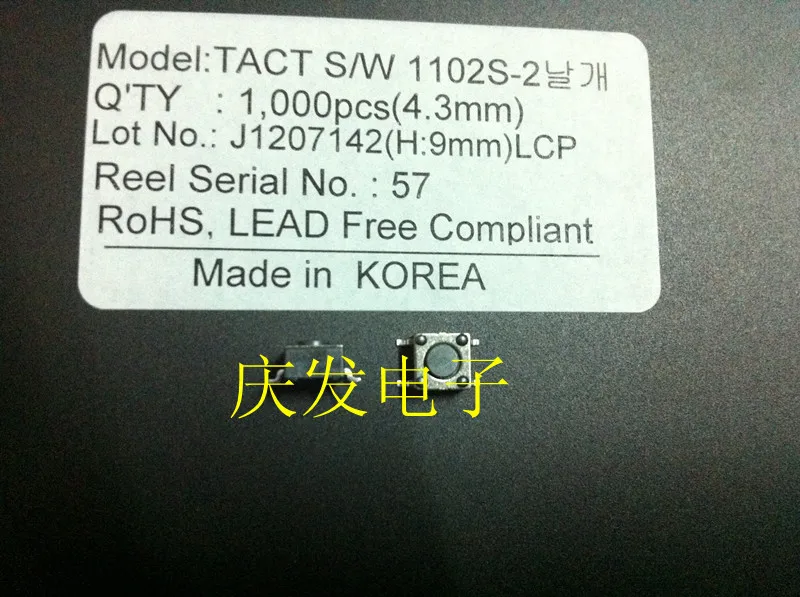 Model:TACT S/W 1102S-2날개
Q'TY : 1,000pcs(4.3mm)
Lot No.: J1207142(H:9mm)LCP
Reel Serial No. : 57
RoHS, LEAD Free Compliant
Made in KOREA
庆发电子